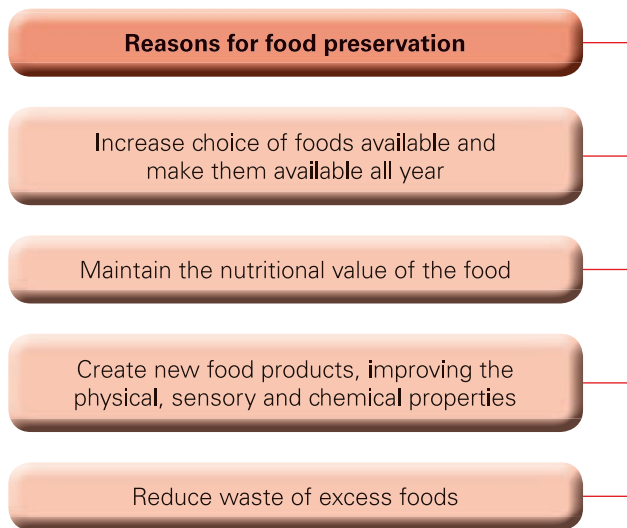 Reasons for food preservation
Increase choice of foods available and
make them available all year
Maintain the nutritional value of the food
Create new food products, improving the
physical, sensory and chemical properties
Reduce waste of excess foods